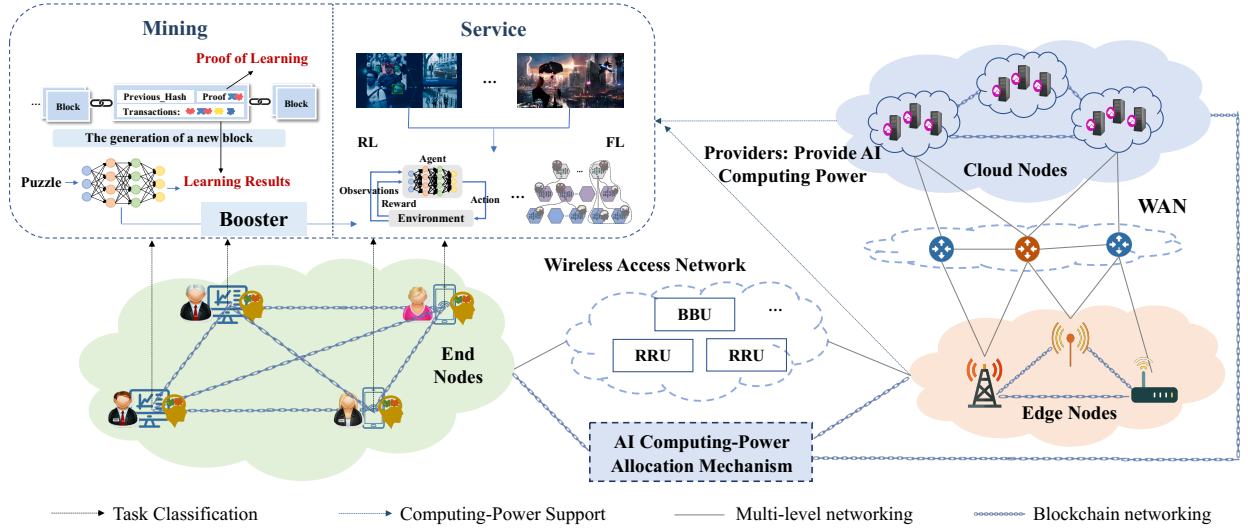 Mining
Service
Proof of Learning
...
Block
Previous_Hash
Proof
Transactions:
Block
The generation of a new block
Puzzle
Learning Results
Booster
...
RL
FL
Agent
Observations
Reward
Action
Environment
...
...
Providers: Provide AI
Computing Power
Cloud Nodes
WAN
Wireless Access Network
BBU
...
RRU
RRU
End
Nodes
Edge Nodes
AI Computing-Power
Allocation Mechanism
Task Classification
Computing-Power Support
Multi-level networking
Blockchain networking